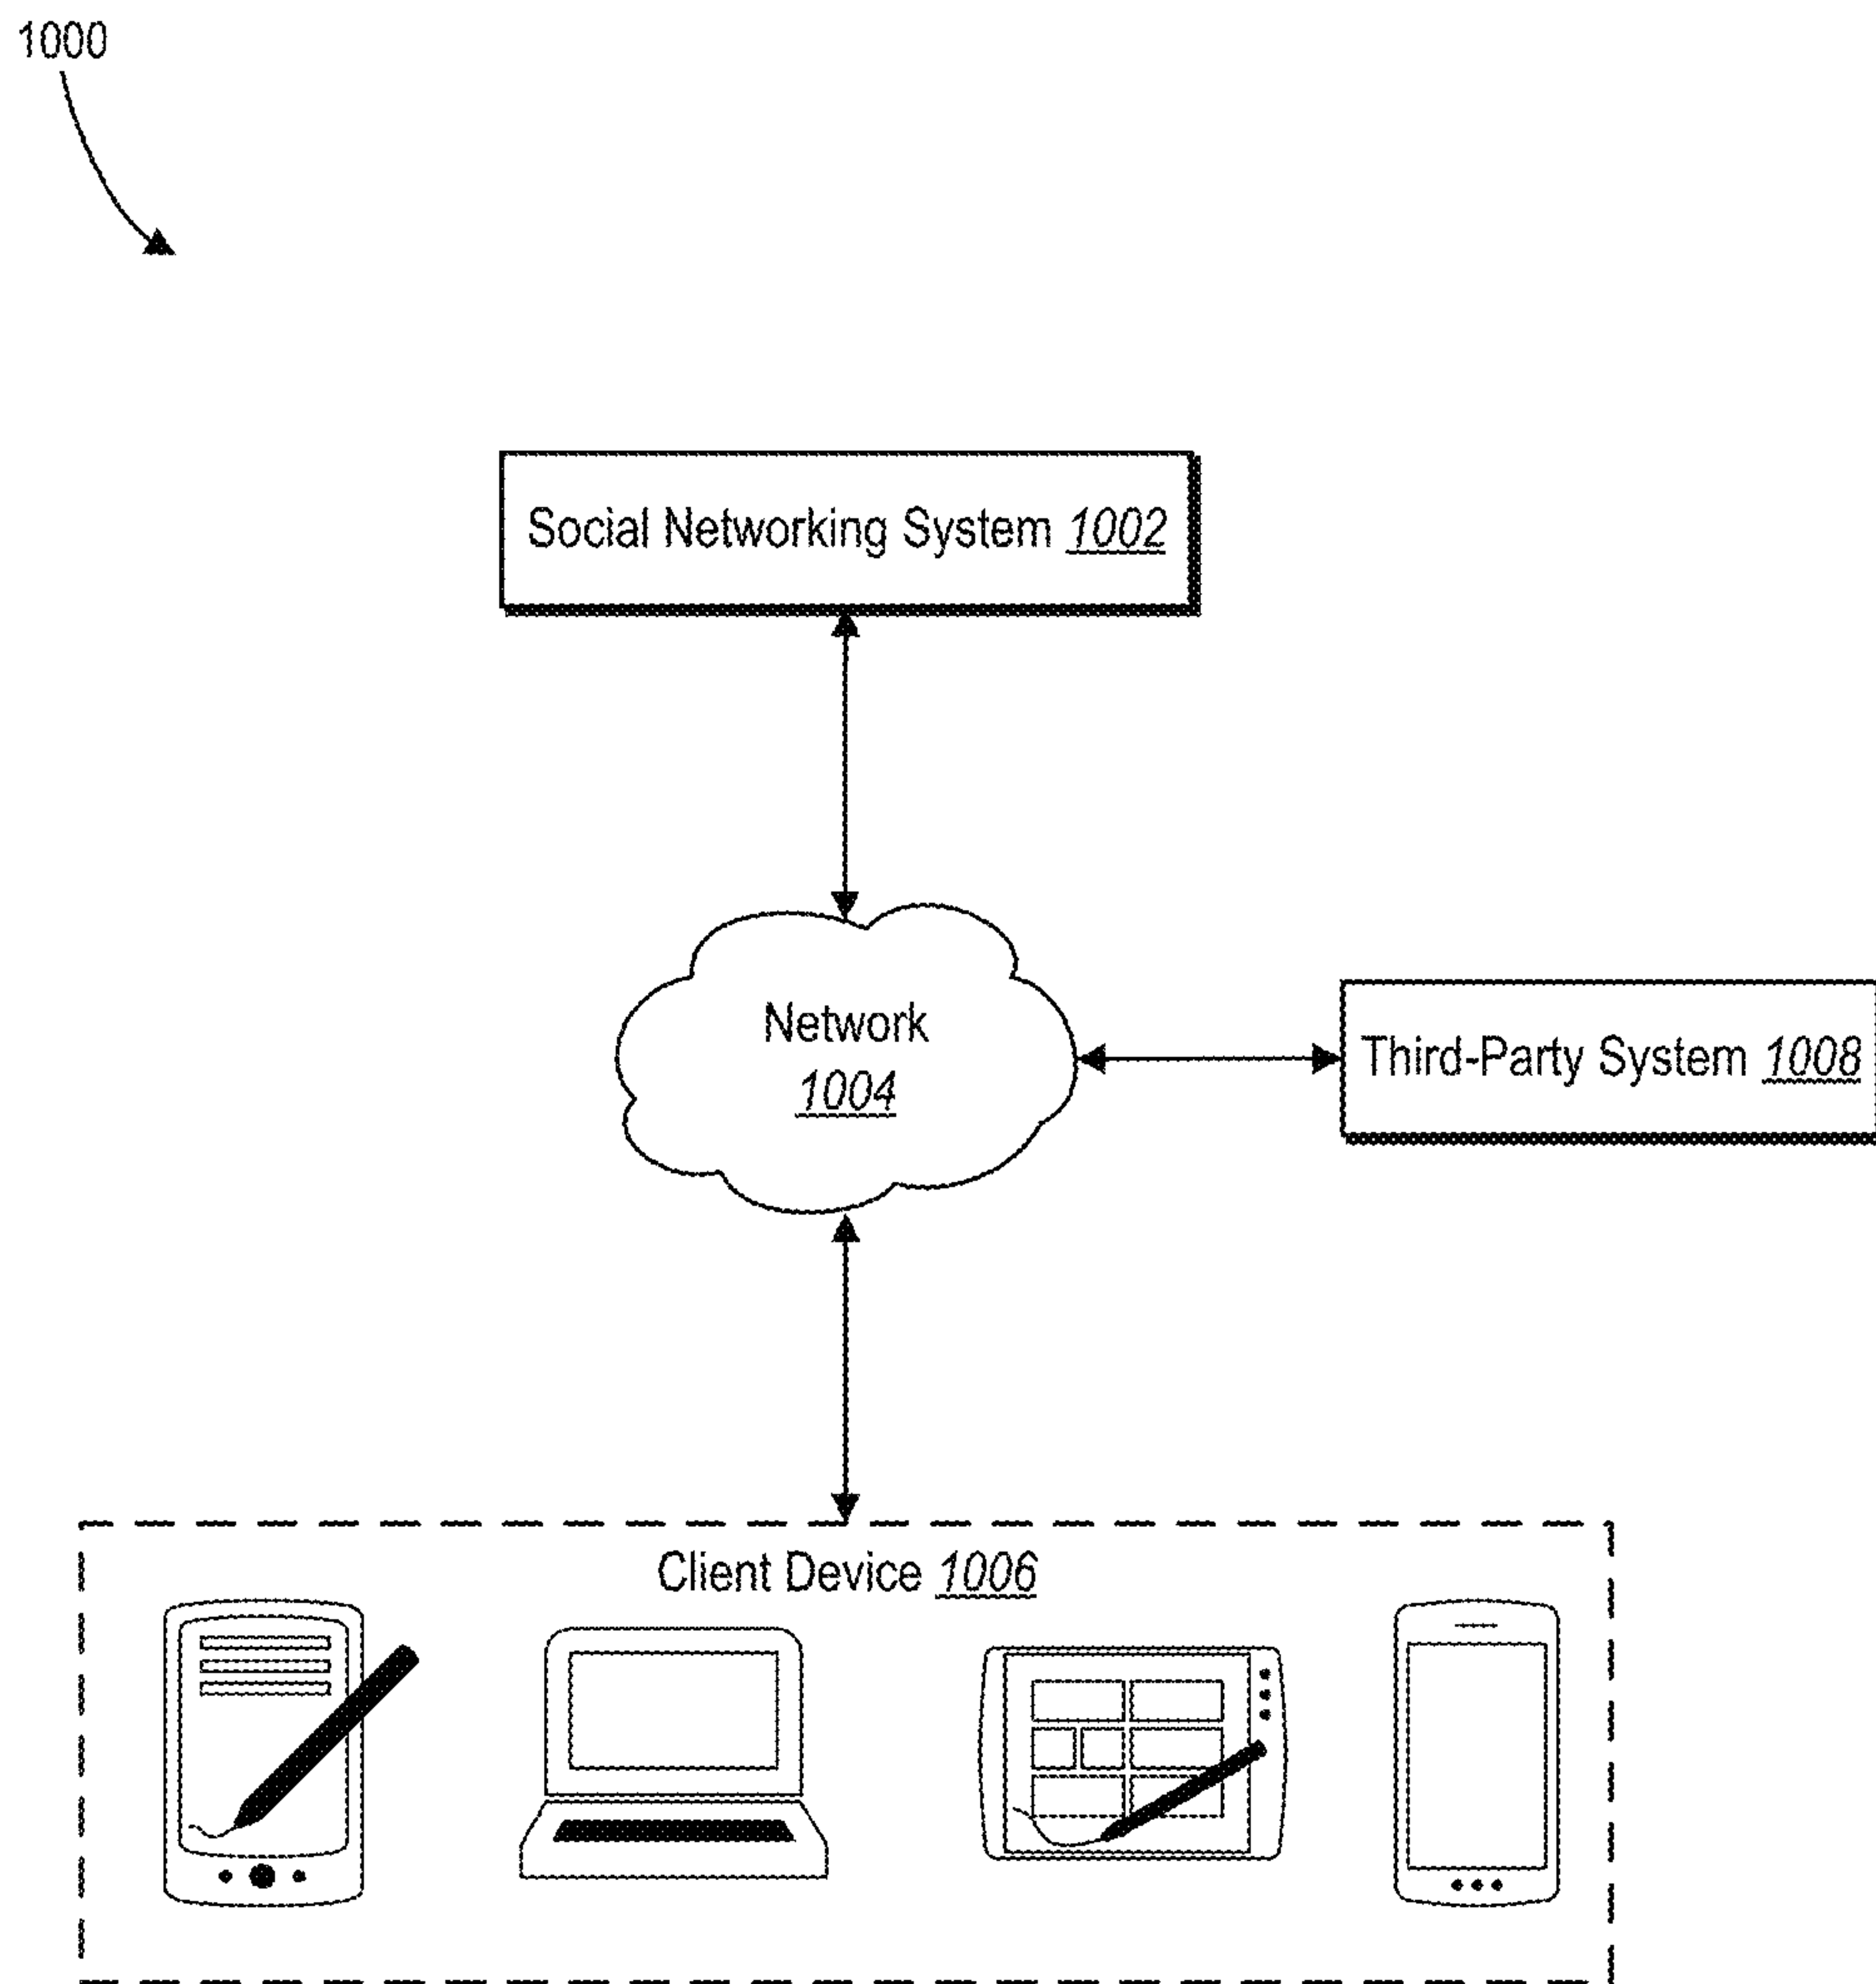 1000
Social Networking System 1002
Network
1004
Third-Party System 1008
Client Device 1006